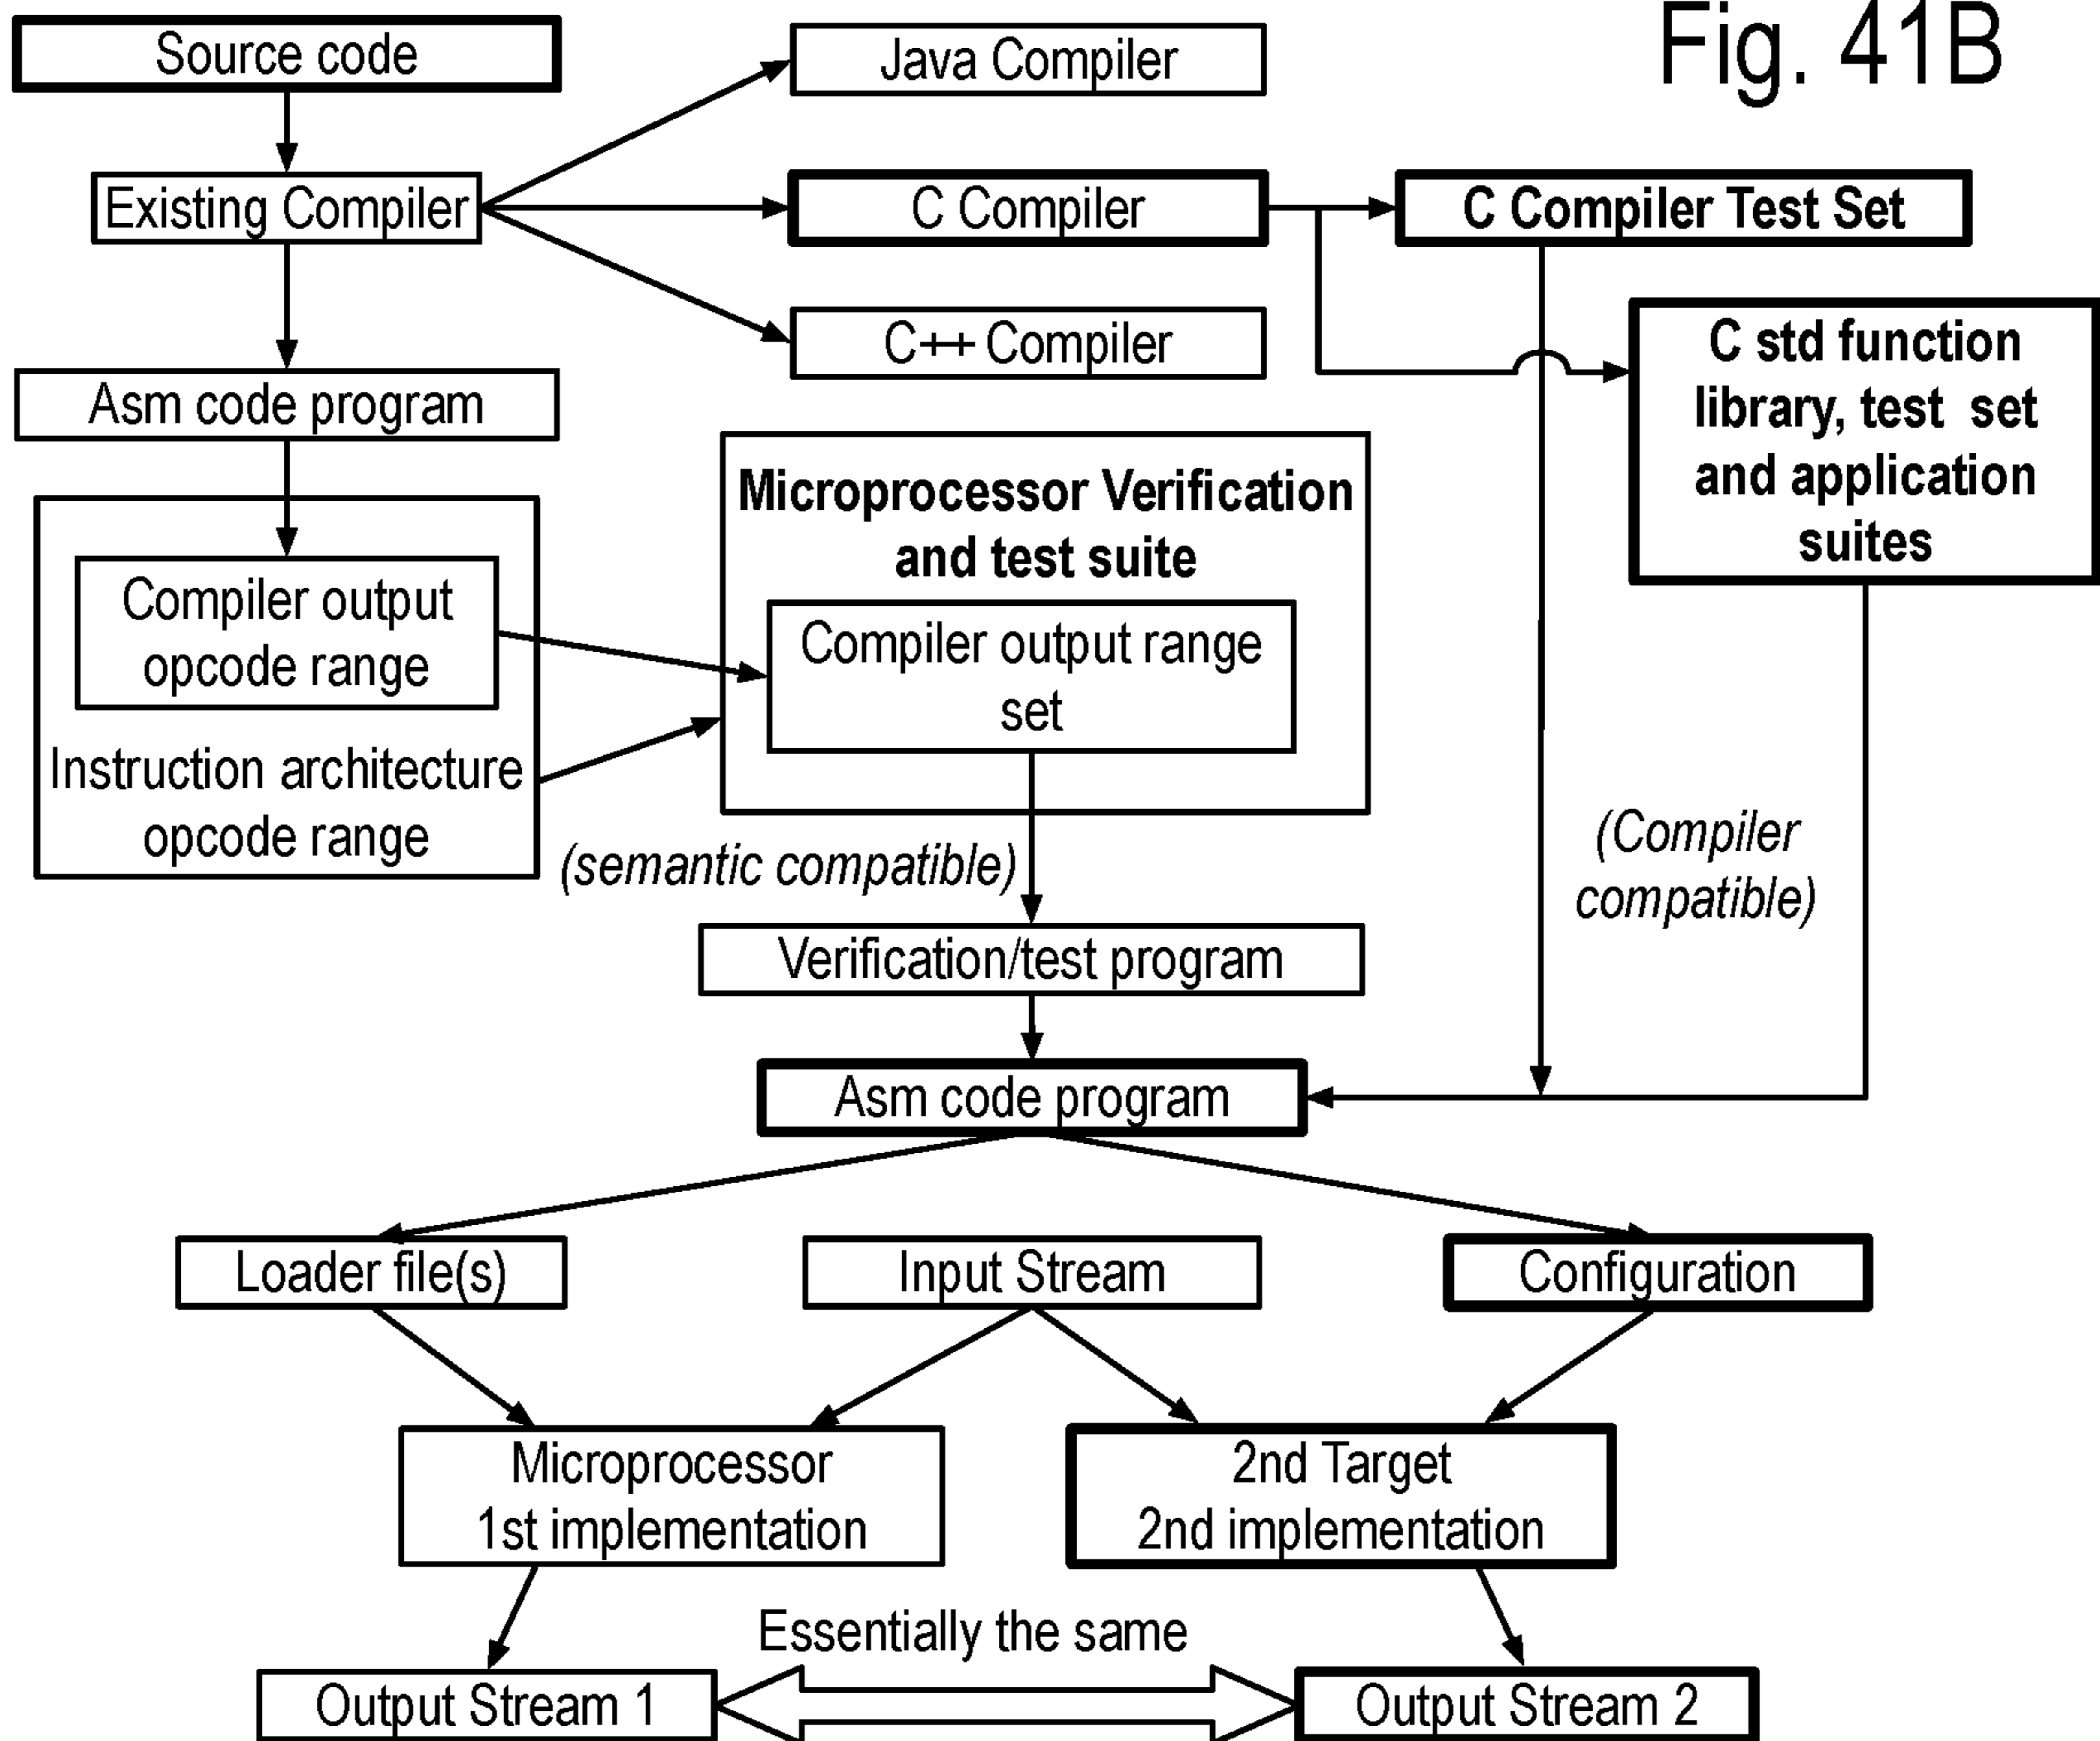 Fig. 41B
Source code
Java Compiler
Existing Compiler
C Compiler
C Compiler Test Set
C++ Compiler
C std function
library, test set
and application
suites
Asm code program
Microprocessor Verification
and test suite
Compiler output
opcode range
Compiler output range
set
Instruction architecture
opcode range
(semantic compatible)
(Compiler
compatible)
Verification/test program
Asm code program
Loader file(s)
Input Stream
Configuration
Microprocessor
1st implementation
2nd Target
2nd implementation
Essentially the same
Output Stream 1
Output Stream 2